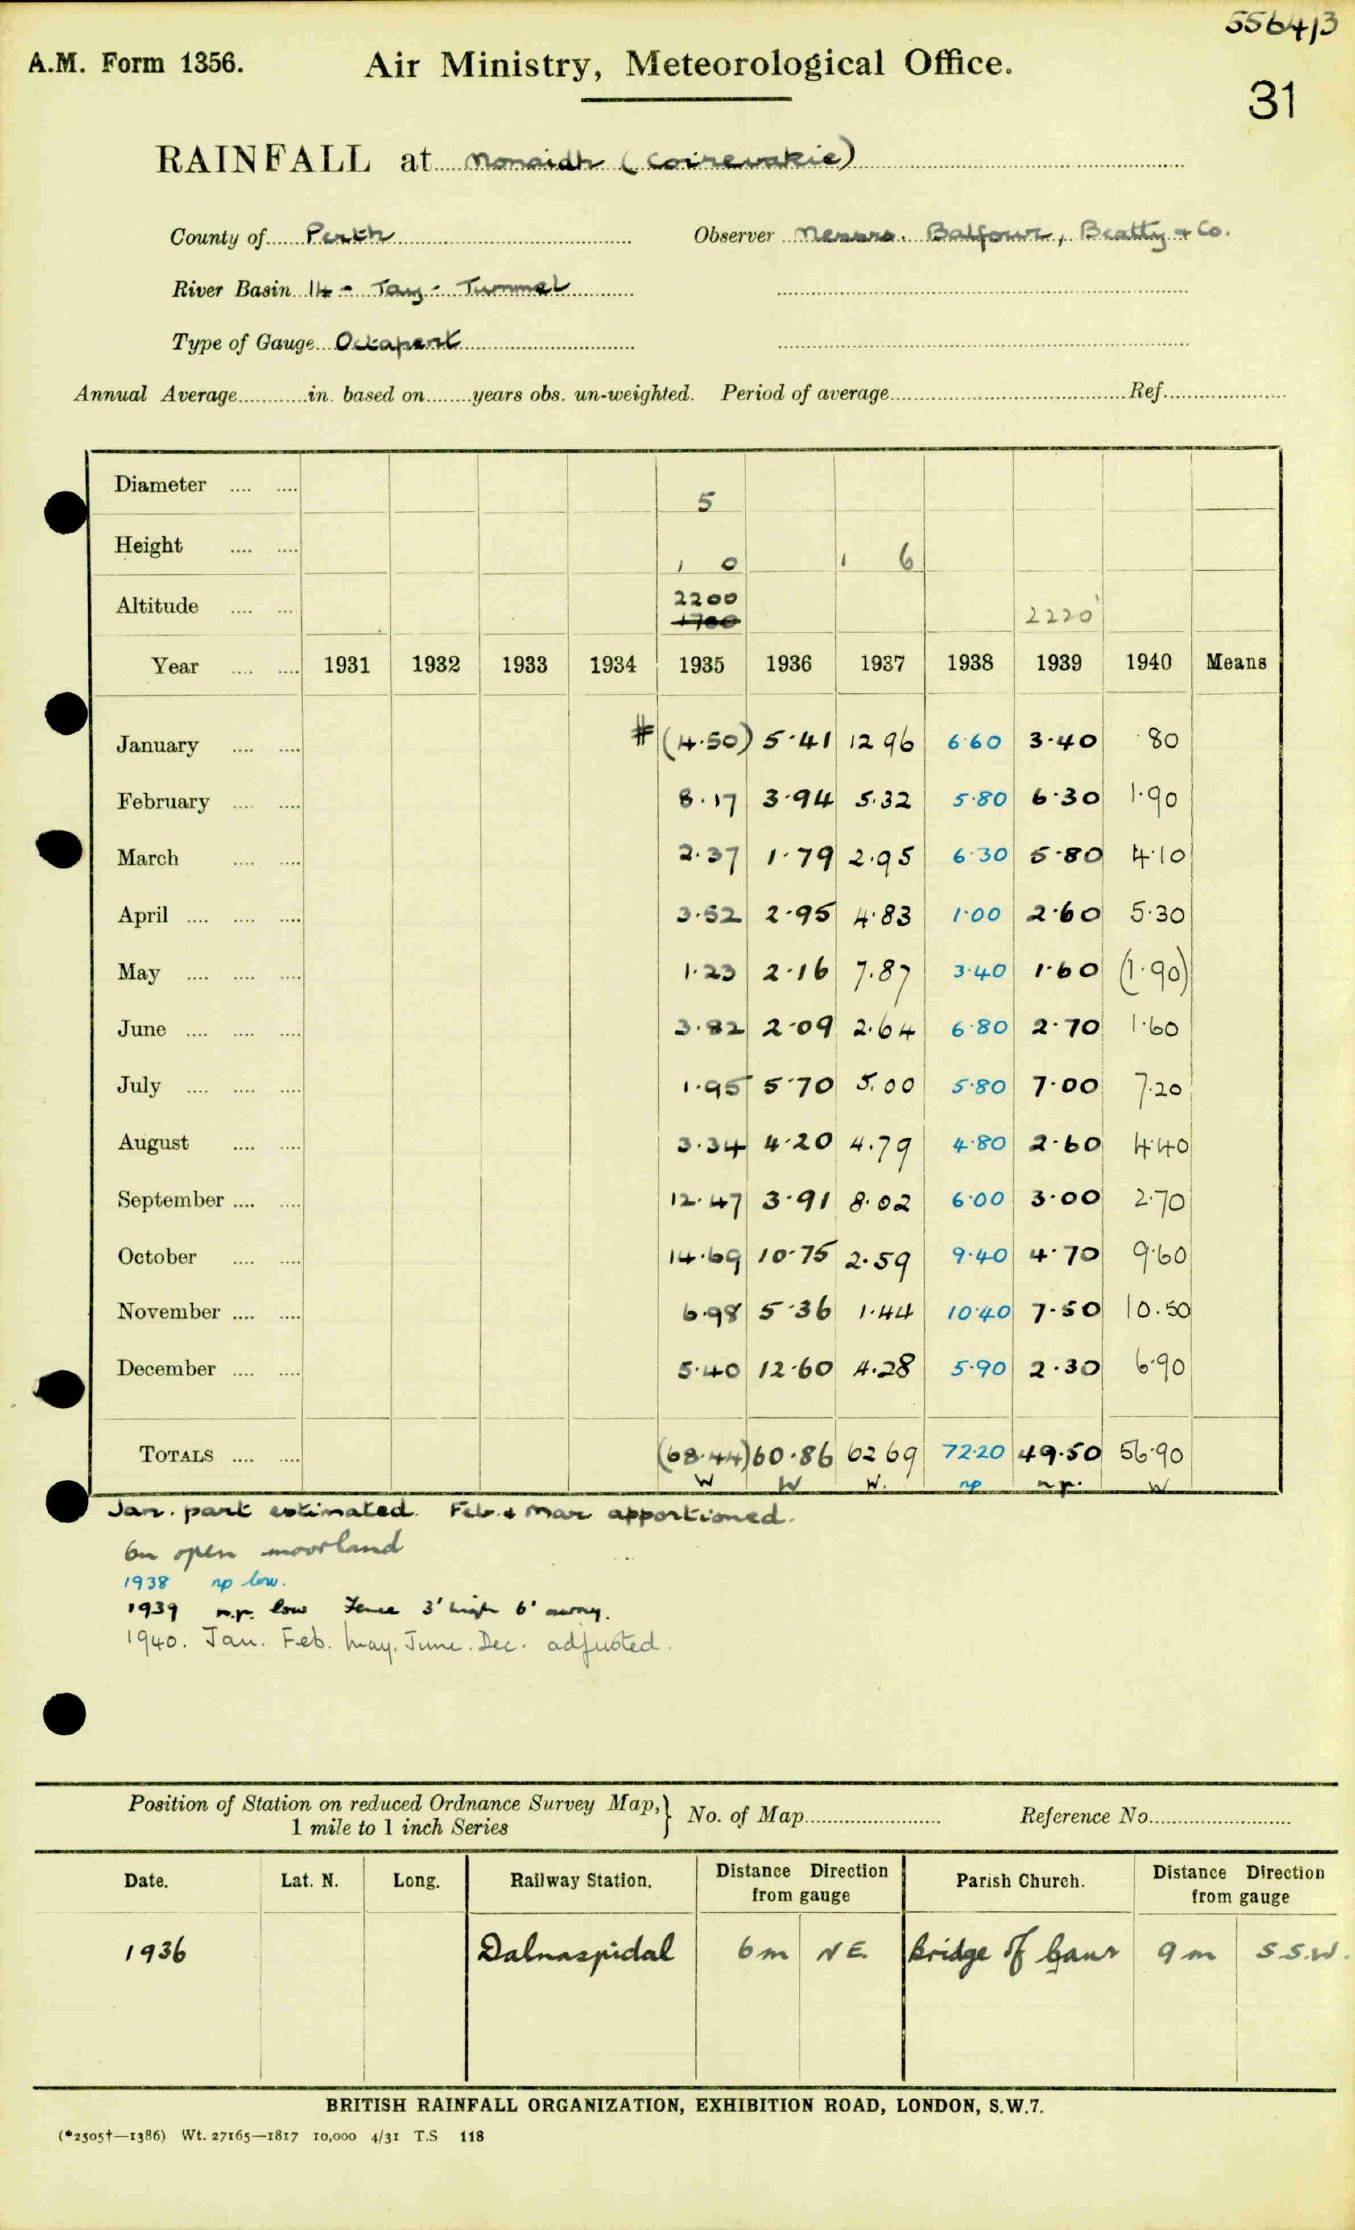 5564/3
A.M. Form 1356. Air Ministry, Meteorological Office.
31
RAINFALL at Monaidh (Coirevakie)
County of Perth Observer Messrs. Balfour, Beatty & Co.
River Basin 14 - Tay - Tummel
Type of Gauge Octapent
Annual Average in. based on years obs. un-weighted. Period of average Ref.
Diameter 5
Height 1 0 1 6
Altitude 2200 1700 2220'
Year 1931 1932 1933 1934 1935 1936 1937 1938 1939 1940 Means
January # (4.50) 5.41 12 96 6.60 3.40 .80
February 8.17 3.94 5.32 5.80 6.30 1.90
March 2.37 1.79 2.95 6.30 5.80 4.10
April 3.52 2.95 4.83 1.00 2.60 5.30
May 1.23 2.16 7.87 3.40 1.60 (1.90)
June 3.82 2.09 2.64 6.80 2.70 1.60
July 1.95 5.70 5.00 5.80 7.00 7.20
August 3.34 4.20 4.79 4.80 2.60 4.40
September 12.47 3.91 8.02 6.00 3.00 2.70
October 14.69 10.75 2.59 9.40 4.70 9.60
November 6.98 5.36 1.44 10.40 7.50 10.50
December 5.40 12.60 4.28 5.90 2.30 6.90
TOTALS (68.44) 60.86 62 69 72.20 49.50 56.90
W W W. np n.p. W
Jan. part estimated. Feb. & Mar apportioned.
On open moorland
1938 np low.
1939 n.p. low Fence 3' high 6' away.
1940. Jan. Feb. May. June. Dec. adjusted.
Position of Station on reduced Ordnance Survey Map, 1 mile to 1 inch Series } No. of Map Reference No.
Date. Lat. N. Long. Railway Station. Distance Direction from gauge Parish Church. Distance Direction from gauge
1936 Dalnaspidal 6 m N E. Bridge of Gaur 9 m S.S.W.
BRITISH RAINFALL ORGANIZATION, EXHIBITION ROAD, LONDON, S.W.7.
(*2505†—1386) Wt. 27165—1817 10,000 4/31 T.S 118